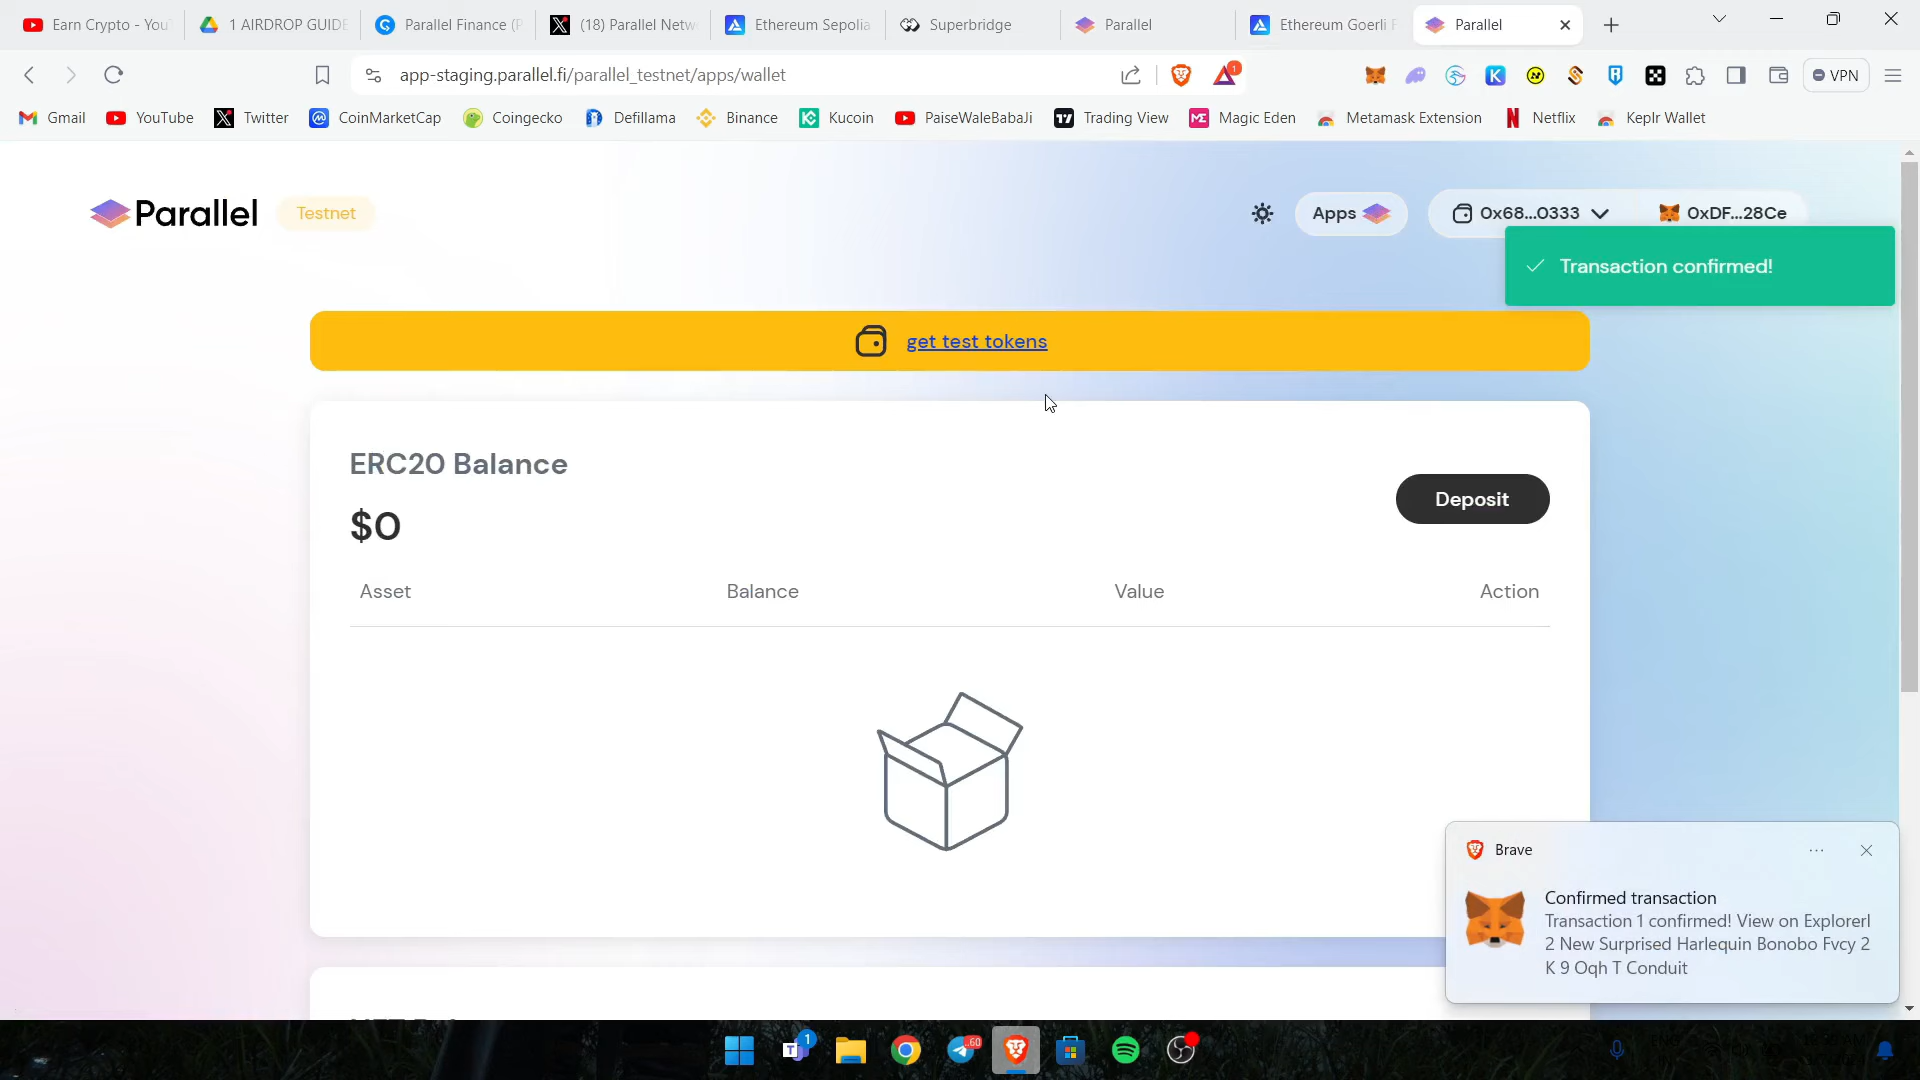 Earn Crypto - You
1 AIRDROP GUIDE
Parallel Finance (P
(18) Parallel Netw
Ethereum Sepolia
Superbridge
Parallel
Ethereum Goerli F
Parallel
app-staging.parallel.fi/parallel_testnet/apps/wallet
1
VPN
Gmail
YouTube
Twitter
CoinMarketCap
Coingecko
Defillama
Binance
Kucoin
PaiseWaleBabaJi
Trading View
Magic Eden
Metamask Extension
Netflix
Keplr Wallet
Parallel
Testnet
Apps
0x68...0333
0xDF...28Ce
Transaction confirmed!
get test tokens
ERC20 Balance
$0
Deposit
Asset
Balance
Value
Action
Brave
Confirmed transaction
Transaction 1 confirmed! View on Explorerl
2 New Surprised Harlequin Bonobo Fvcy 2
K 9 Oqh T Conduit
1
60